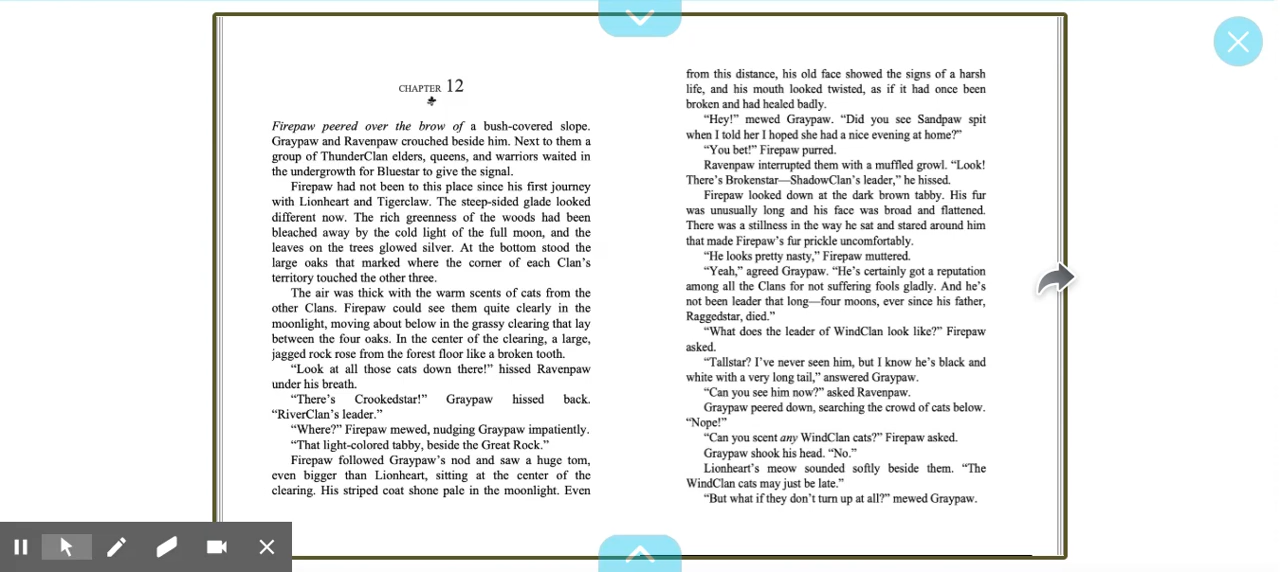 CHAPTER 12
Firepaw peered over the brow of a bush-covered slope.
Graypaw and Ravenpaw crouched beside him. Next to them a
group of ThunderClan elders, queens, and warriors waited in
the undergrowth for Bluestar to give the signal.
Firepaw had not been to this place since his first journey
with Lionheart and Tigerclaw. The steep-sided glade looked
different now. The rich greenness of the woods had been
bleached away by the cold light of the full moon, and the
leaves on the trees glowed silver. At the bottom stood the
large oaks that marked where the corner of each Clan’s
territory touched the other three.
The air was thick with the warm scents of cats from the
other Clans. Firepaw could see them quite clearly in the
moonlight, moving about below in the grassy clearing that lay
between the four oaks. In the center of the clearing, a large,
jagged rock rose from the forest floor like a broken tooth.
“Look at all those cats down there!” hissed Ravenpaw
under his breath.
“There’s Crookedstar!” Graypaw hissed back.
“RiverClan’s leader.”
“Where?” Firepaw mewed, nudging Graypaw impatiently.
“That light-colored tabby, beside the Great Rock.”
Firepaw followed Graypaw’s nod and saw a huge tom,
even bigger than Lionheart, sitting at the center of the
clearing. His striped coat shone pale in the moonlight. Even
from this distance, his old face showed the signs of a harsh
life, and his mouth looked twisted, as if it had once been
broken and had healed badly.
“Hey!” mewed Graypaw. “Did you see Sandpaw spit
when I told her I hoped she had a nice evening at home?”
“You bet!” Firepaw purred.
Ravenpaw interrupted them with a muffled growl. “Look!
There’s Brokenstar—ShadowClan’s leader,” he hissed.
Firepaw looked down at the dark brown tabby. His fur
was unusually long and his face was broad and flattened.
There was a stillness in the way he sat and stared around him
that made Firepaw’s fur prickle uncomfortably.
“He looks pretty nasty,” Firepaw muttered.
“Yeah,” agreed Graypaw. “He’s certainly got a reputation
among all the Clans for not suffering fools gladly. And he’s
not been leader that long—four moons, ever since his father,
Raggedstar, died.”
“What does the leader of WindClan look like?” Firepaw
asked.
“Tallstar? I’ve never seen him, but I know he’s black and
white with a very long tail,” answered Graypaw.
“Can you see him now?” asked Ravenpaw.
Graypaw peered down, searching the crowd of cats below.
“Nope!”
“Can you scent any WindClan cats?” Firepaw asked.
Graypaw shook his head. “No.”
Lionheart’s meow sounded softly beside them. “The
WindClan cats may just be late.”
“But what if they don’t turn up at all?” mewed Graypaw.